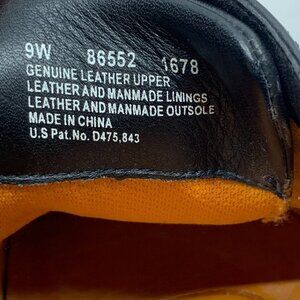 9W 86552 1678
GENUINE LEATHER UPPER
LEATHER AND MANMADE LININGS
LEATHER AND MANMADE OUTSOLE
MADE IN CHINA
U.S Pat.No. D475,843